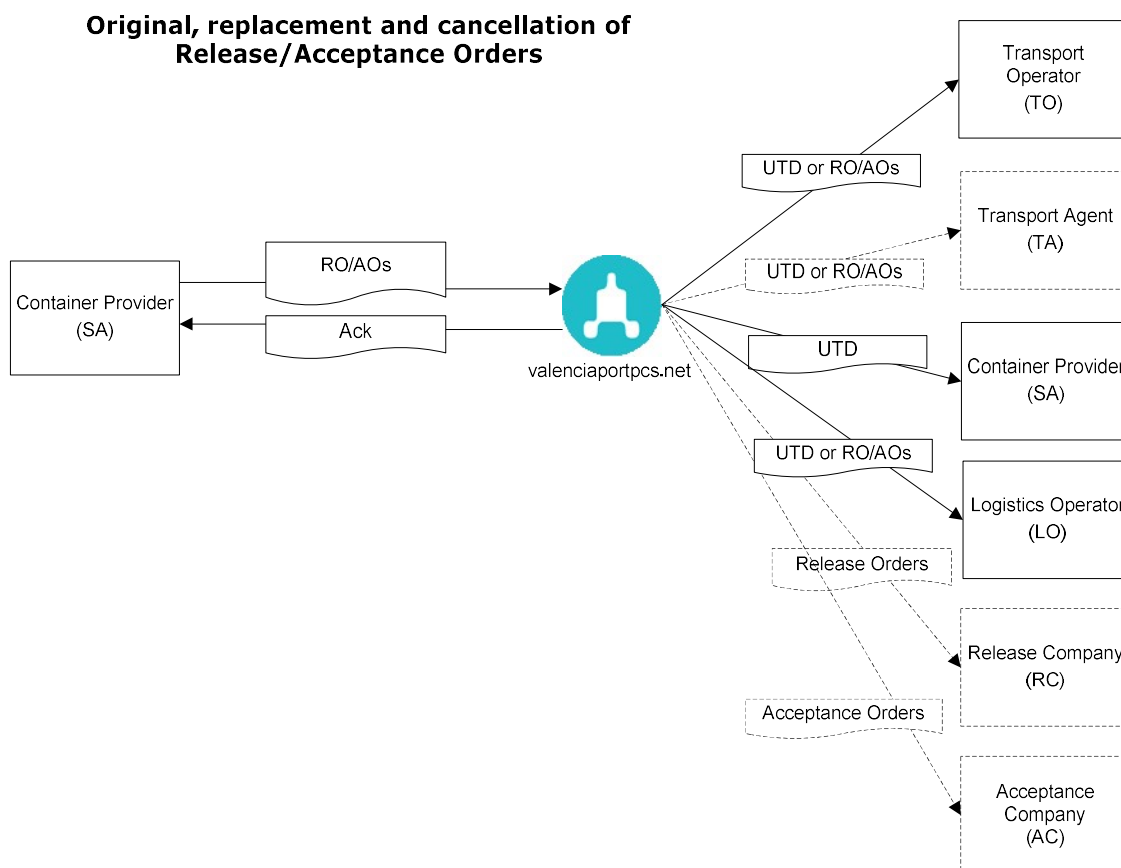 Original, replacement and cancellation of
Release/Acceptance Orders
Container Provider
(SA)
RO/AOs
Ack
valenciaportpcs.net
UTD or RO/AOs
Transport
Operator
(TO)
UTD or RO/AOs
Transport Agent
(TA)
UTD
Container Provider
(SA)
UTD or RO/AOs
Logistics Operator
(LO)
Release Orders
Release Company
(RC)
Acceptance Orders
Acceptance
Company
(AC)